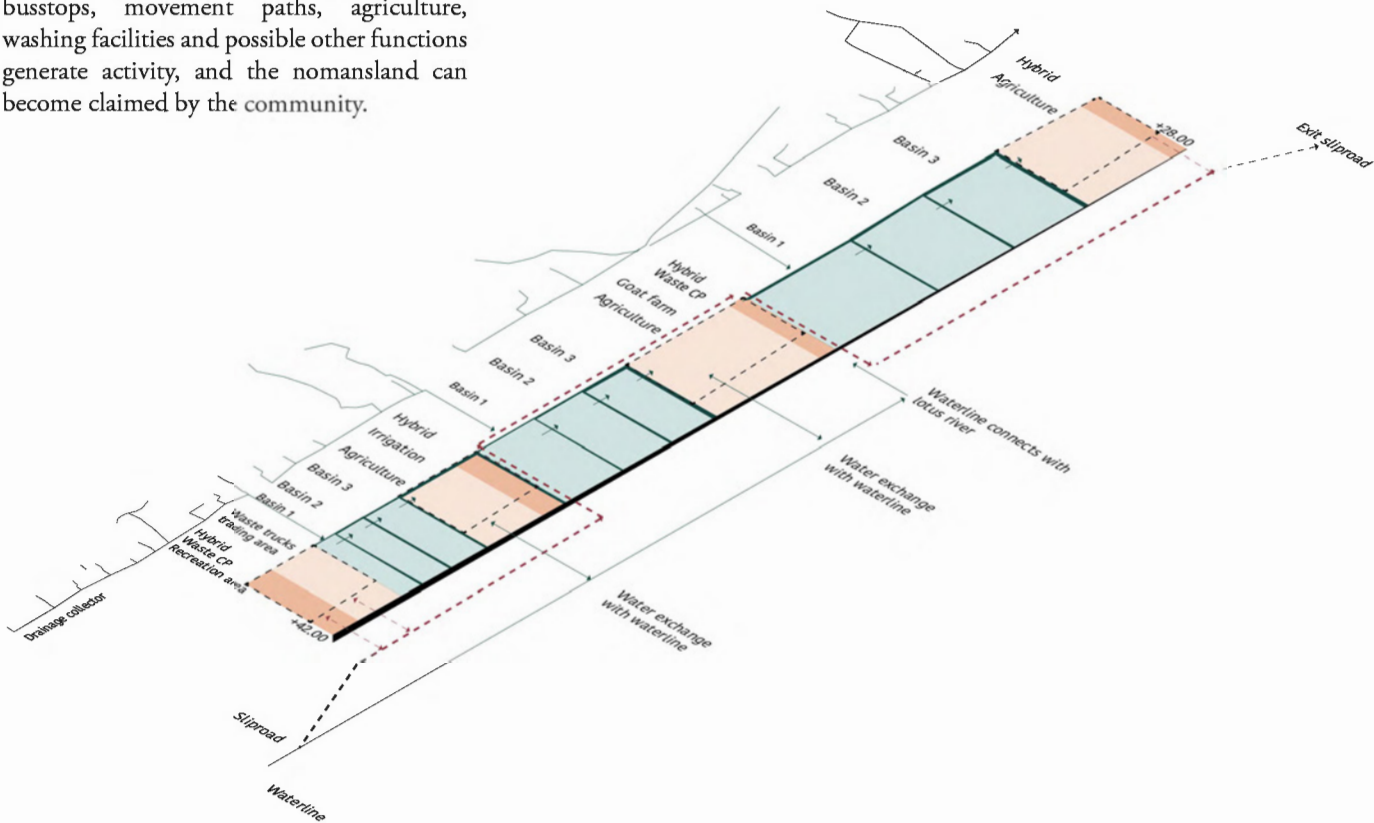 busstops, movement paths, agriculture,
washing facilities and possible other functions
generate activity, and the nomansland can
become claimed by the community.
Hybrid
Agriculture
+28.00
Exit sliproad
Basin 3
Basin 2
Basin 1
Hybrid
Waste CP
Goat farm
Agriculture
Basin 3
Basin 2
Basin 1
Waterline connects with
lotus river
Hybrid
Irrigation
Agriculture
Water exchange
with waterline
Basin 3
Basin 2
Basin 1
Waste trucks
trading area
Hybrid
Waste CP
Recreation area
Drainage collector
+42.00
Water exchange
with waterline
Sliproad
Waterline